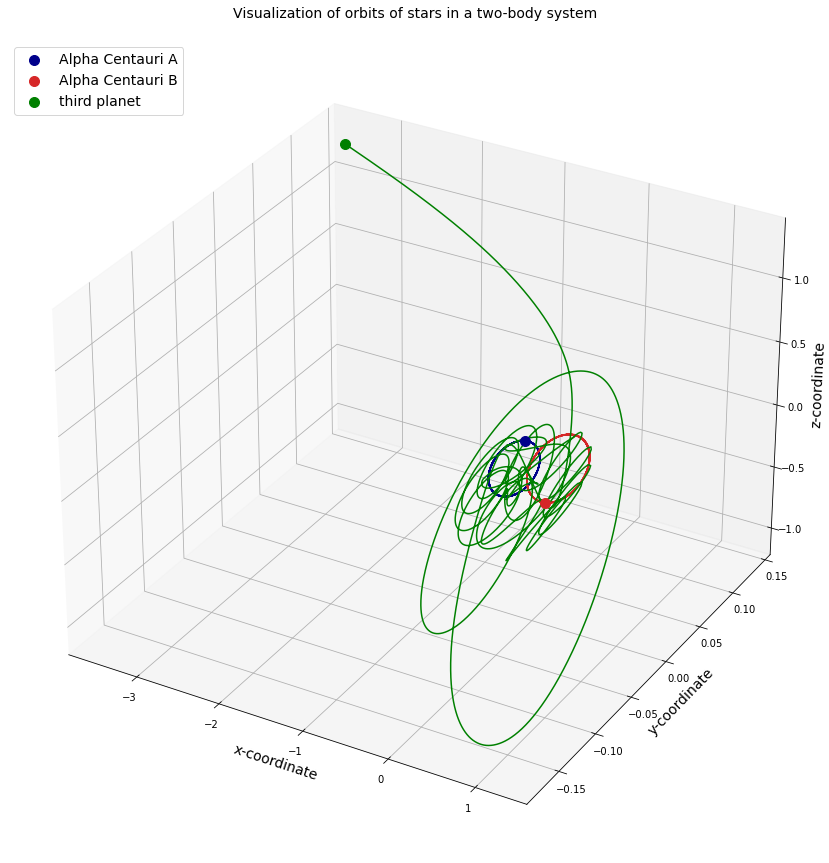 Visualization of orbits of stars in a two-body system
Alpha Centauri A
Alpha Centauri B
third planet
1.0
0.5
0.0
−0.5
−1.0
z-coordinate
0.15
0.10
0.05
0.00
−0.05
−0.10
−0.15
y-coordinate
−3
−2
−1
0
1
x-coordinate